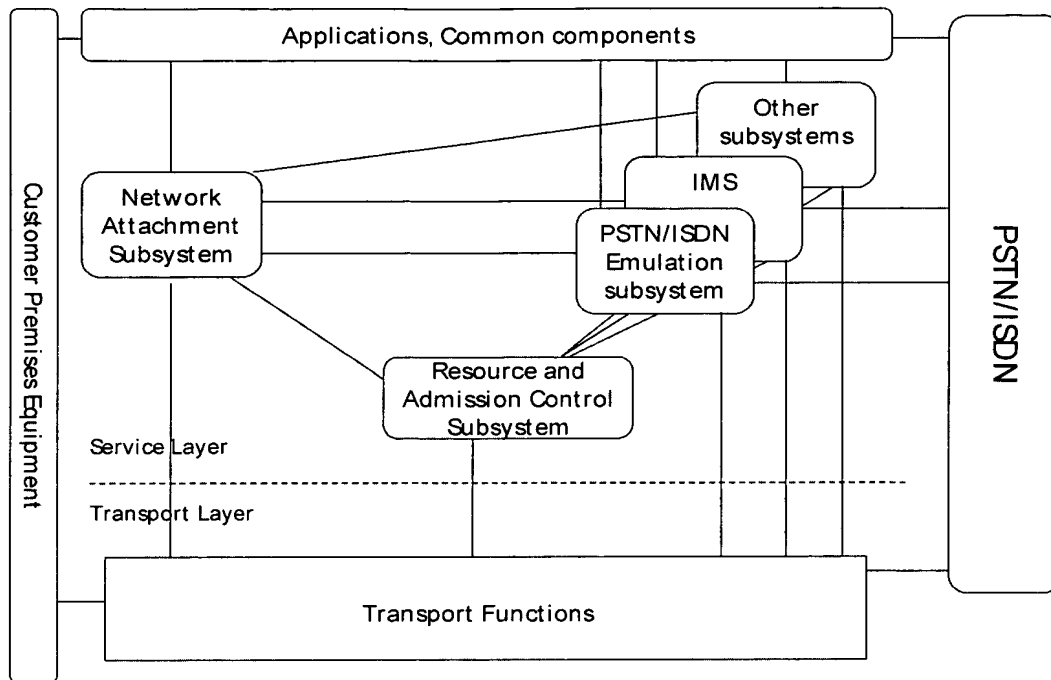 Applications, Common components
Other
subsystems
IMS
Network
Attachment
Subsystem
PSTN/ISDN
Emulation
subsystem
Resource and
Admission Control
Subsystem
Service Layer
Transport Layer
Transport Functions
Customer Premises Equipment
PSTN/ISDN